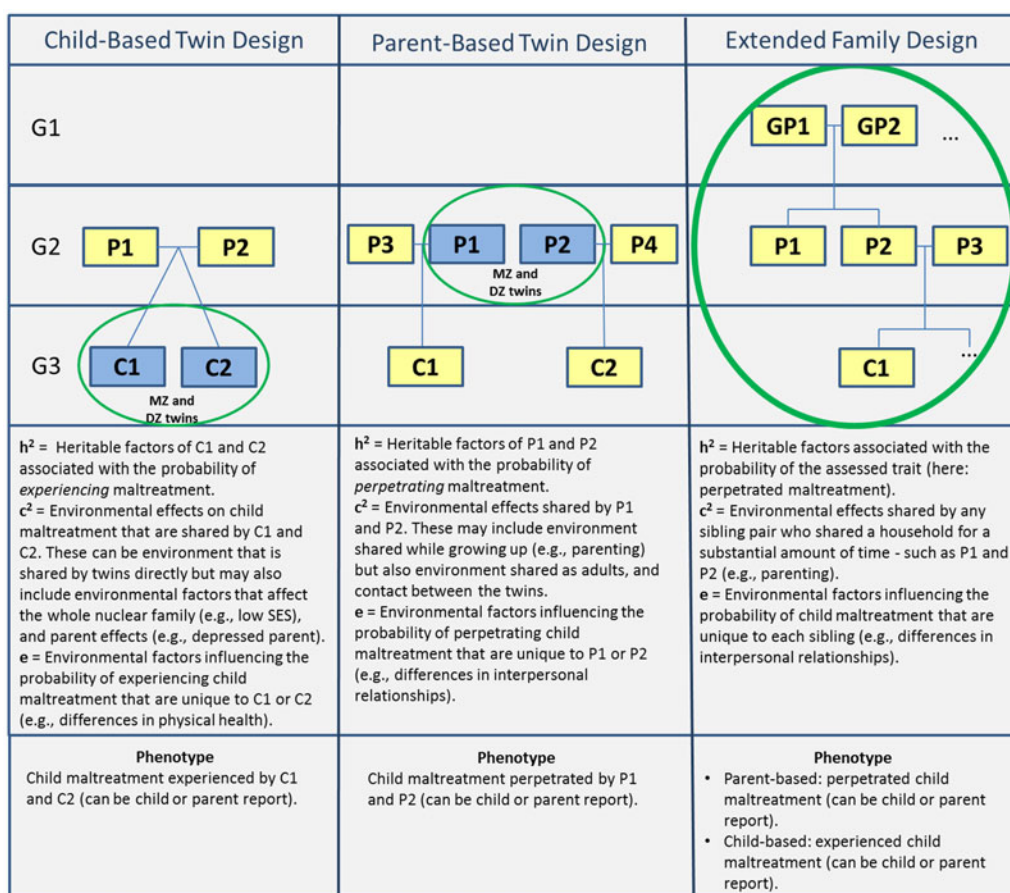 Child-Based Twin Design
Parent-Based Twin Design
Extended Family Design
G1
GP1
GP2
...
G2
P1
P2
P3
P1
P2
P4
MZ and
DZ twins
P1
P2
P3
G3
C1
C2
MZ and
DZ twins
C1
C2
C1
...
h² = Heritable factors of C1 and C2
associated with the probability of
experiencing maltreatment.
c² = Environmental effects on child
maltreatment that are shared by C1 and
C2. These can be environment that is
shared by twins directly but may also
include environmental factors that affect
the whole nuclear family (e.g., low SES),
and parent effects (e.g., depressed parent).
e = Environmental factors influencing the
probability of experiencing child
maltreatment that are unique to C1 or C2
(e.g., differences in physical health).
h² = Heritable factors of P1 and P2
associated with the probability of
perpetrating maltreatment.
c² = Environmental effects shared by P1
and P2. These may include environment
shared while growing up (e.g., parenting)
but also environment shared as adults, and
contact between the twins.
e = Environmental factors influencing the
probability of perpetrating child
maltreatment that are unique to P1 or P2
(e.g., differences in interpersonal
relationships).
h² = Heritable factors associated with the
probability of the assessed trait (here:
perpetrated maltreatment).
c² = Environmental effects shared by any
sibling pair who shared a household for a
substantial amount of time - such as P1 and
P2 (e.g., parenting).
e = Environmental factors influencing the
probability of child maltreatment that are
unique to each sibling (e.g., differences in
interpersonal relationships).
Phenotype
Child maltreatment experienced by C1
and C2 (can be child or parent report).
Phenotype
Child maltreatment perpetrated by P1
and P2 (can be child or parent report).
Phenotype
• Parent-based: perpetrated child
maltreatment (can be child or parent
report).
• Child-based: experienced child
maltreatment (can be child or parent
report).